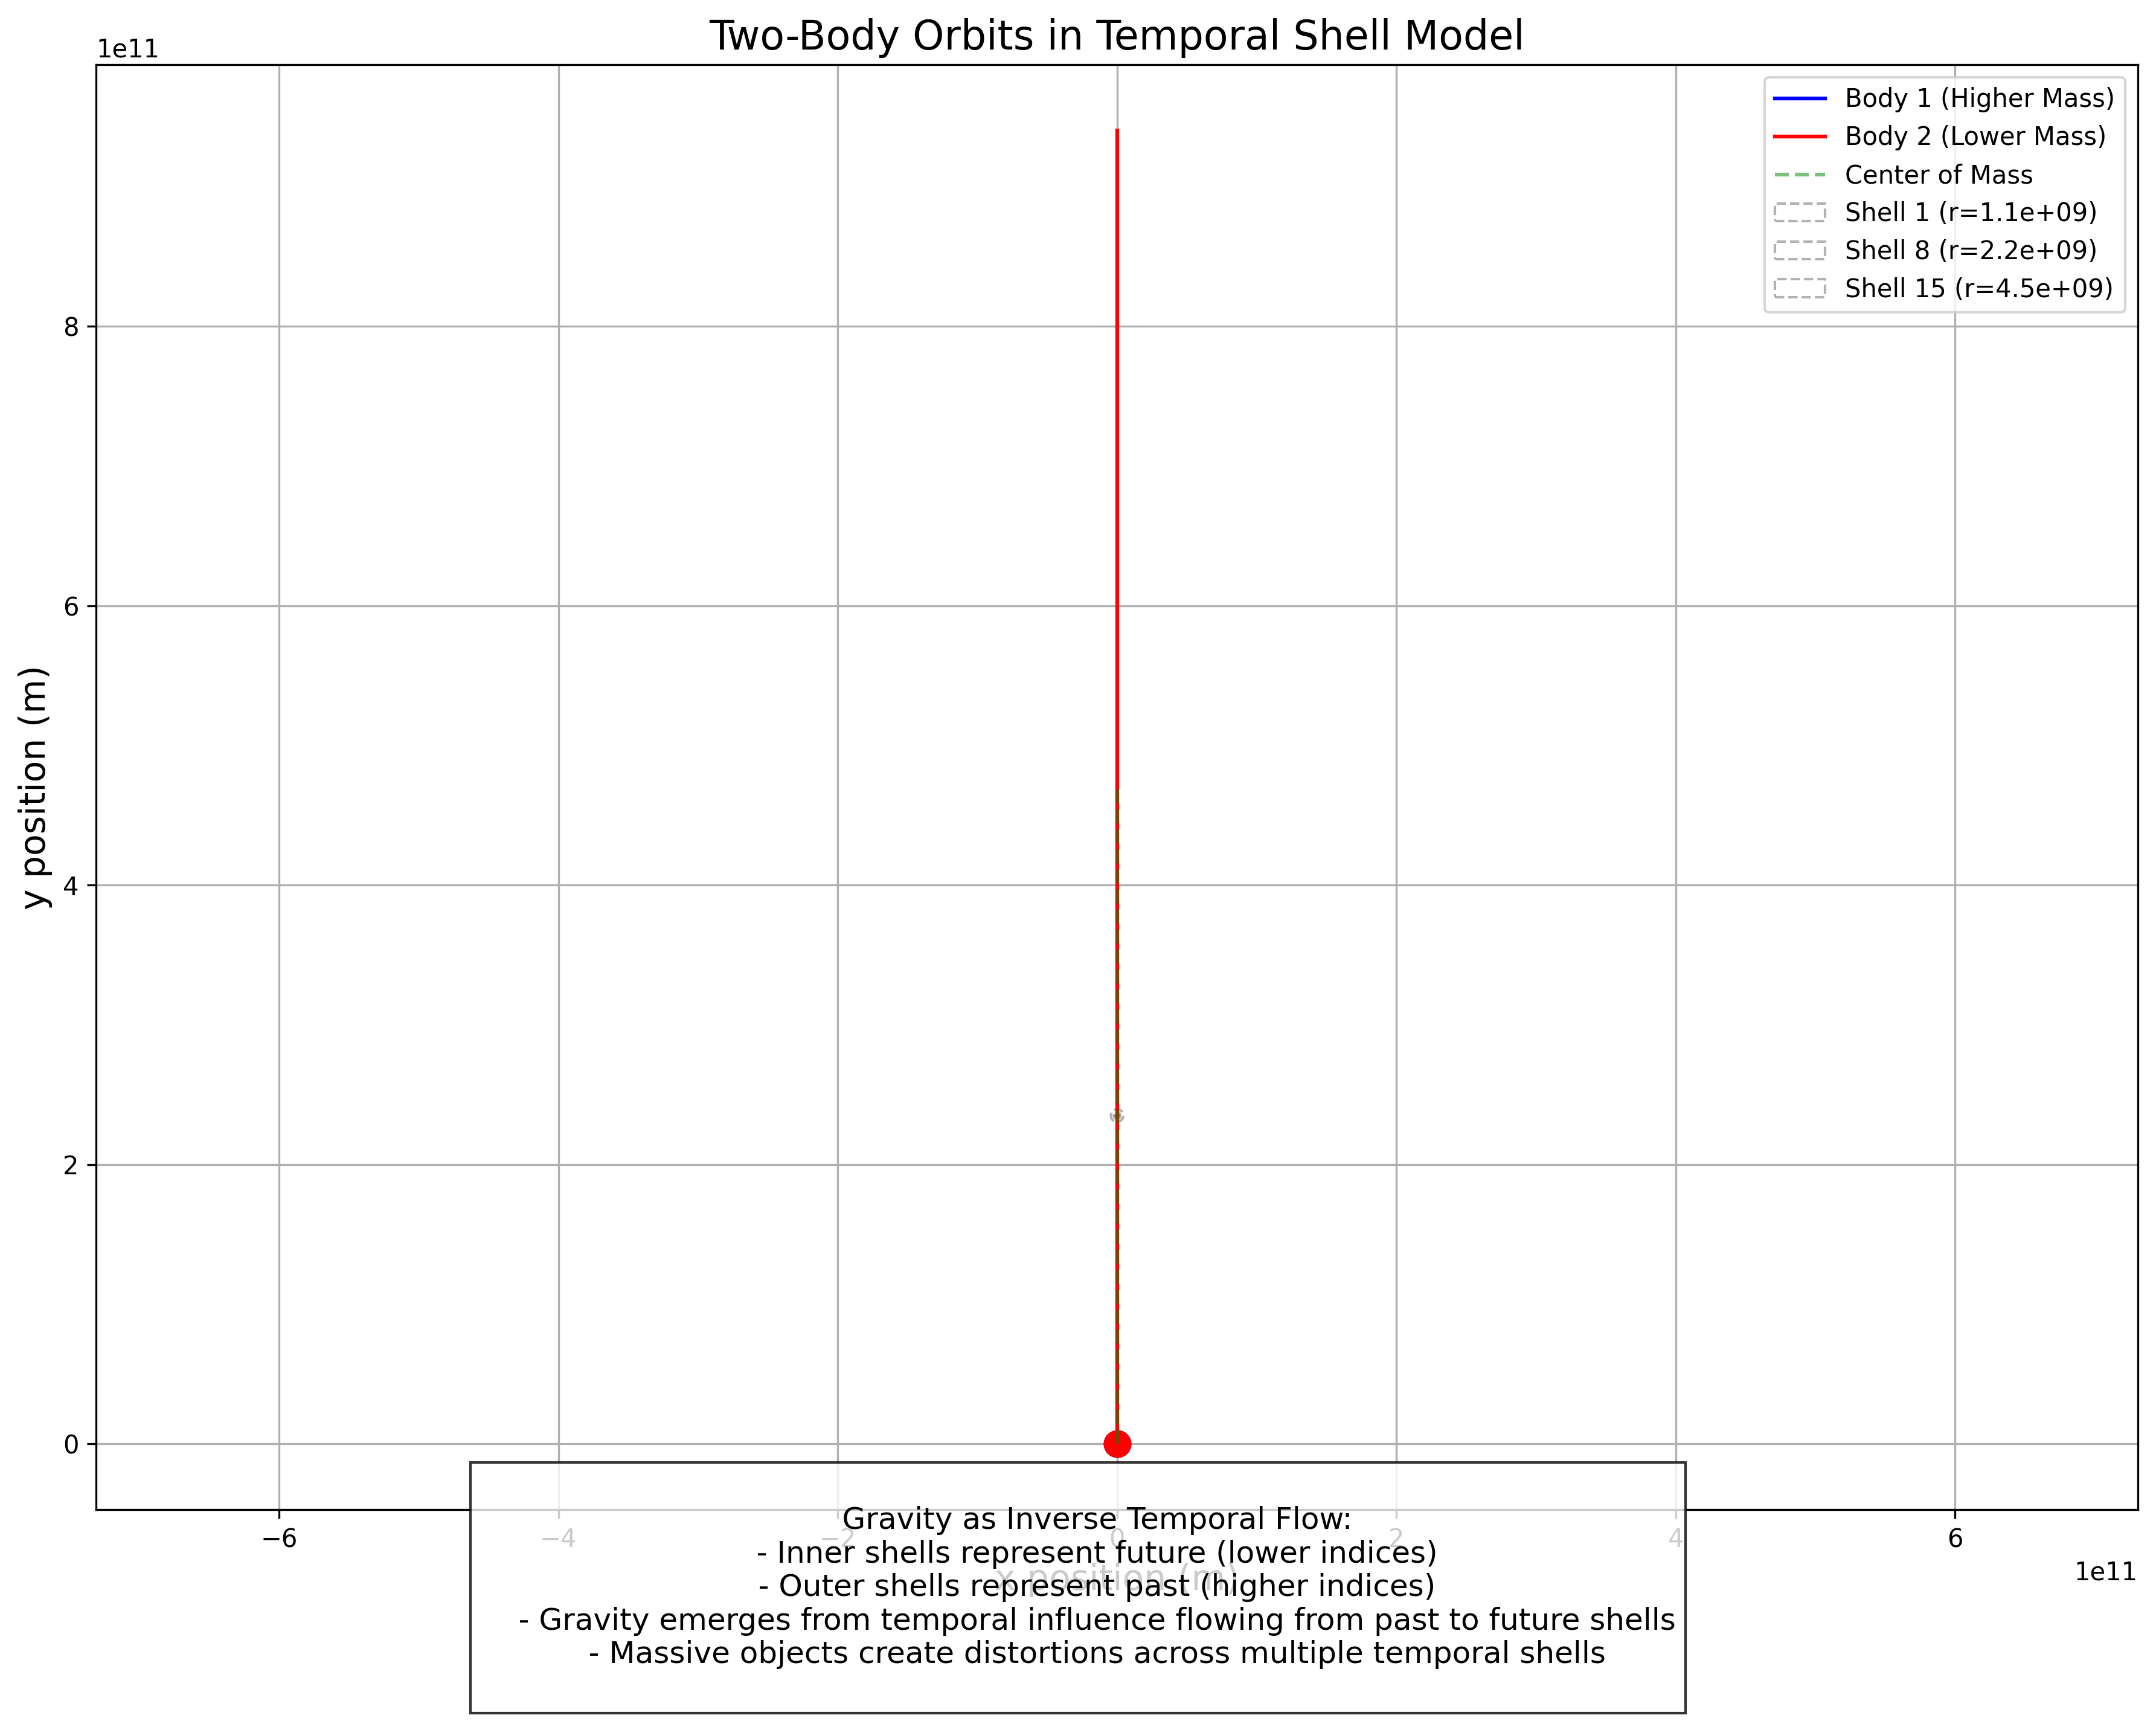 Two-Body Orbits in Temporal Shell Model
1e11
Body 1 (Higher Mass)
Body 2 (Lower Mass)
Center of Mass
Shell 1 (r=1.1e+09)
Shell 8 (r=2.2e+09)
Shell 15 (r=4.5e+09)
8
6
4
2
0
y position (m)
−6
−4
−2
0
2
4
6
x position (m)
1e11
Gravity as Inverse Temporal Flow:
- Inner shells represent future (lower indices)
- Outer shells represent past (higher indices)
- Gravity emerges from temporal influence flowing from past to future shells
- Massive objects create distortions across multiple temporal shells